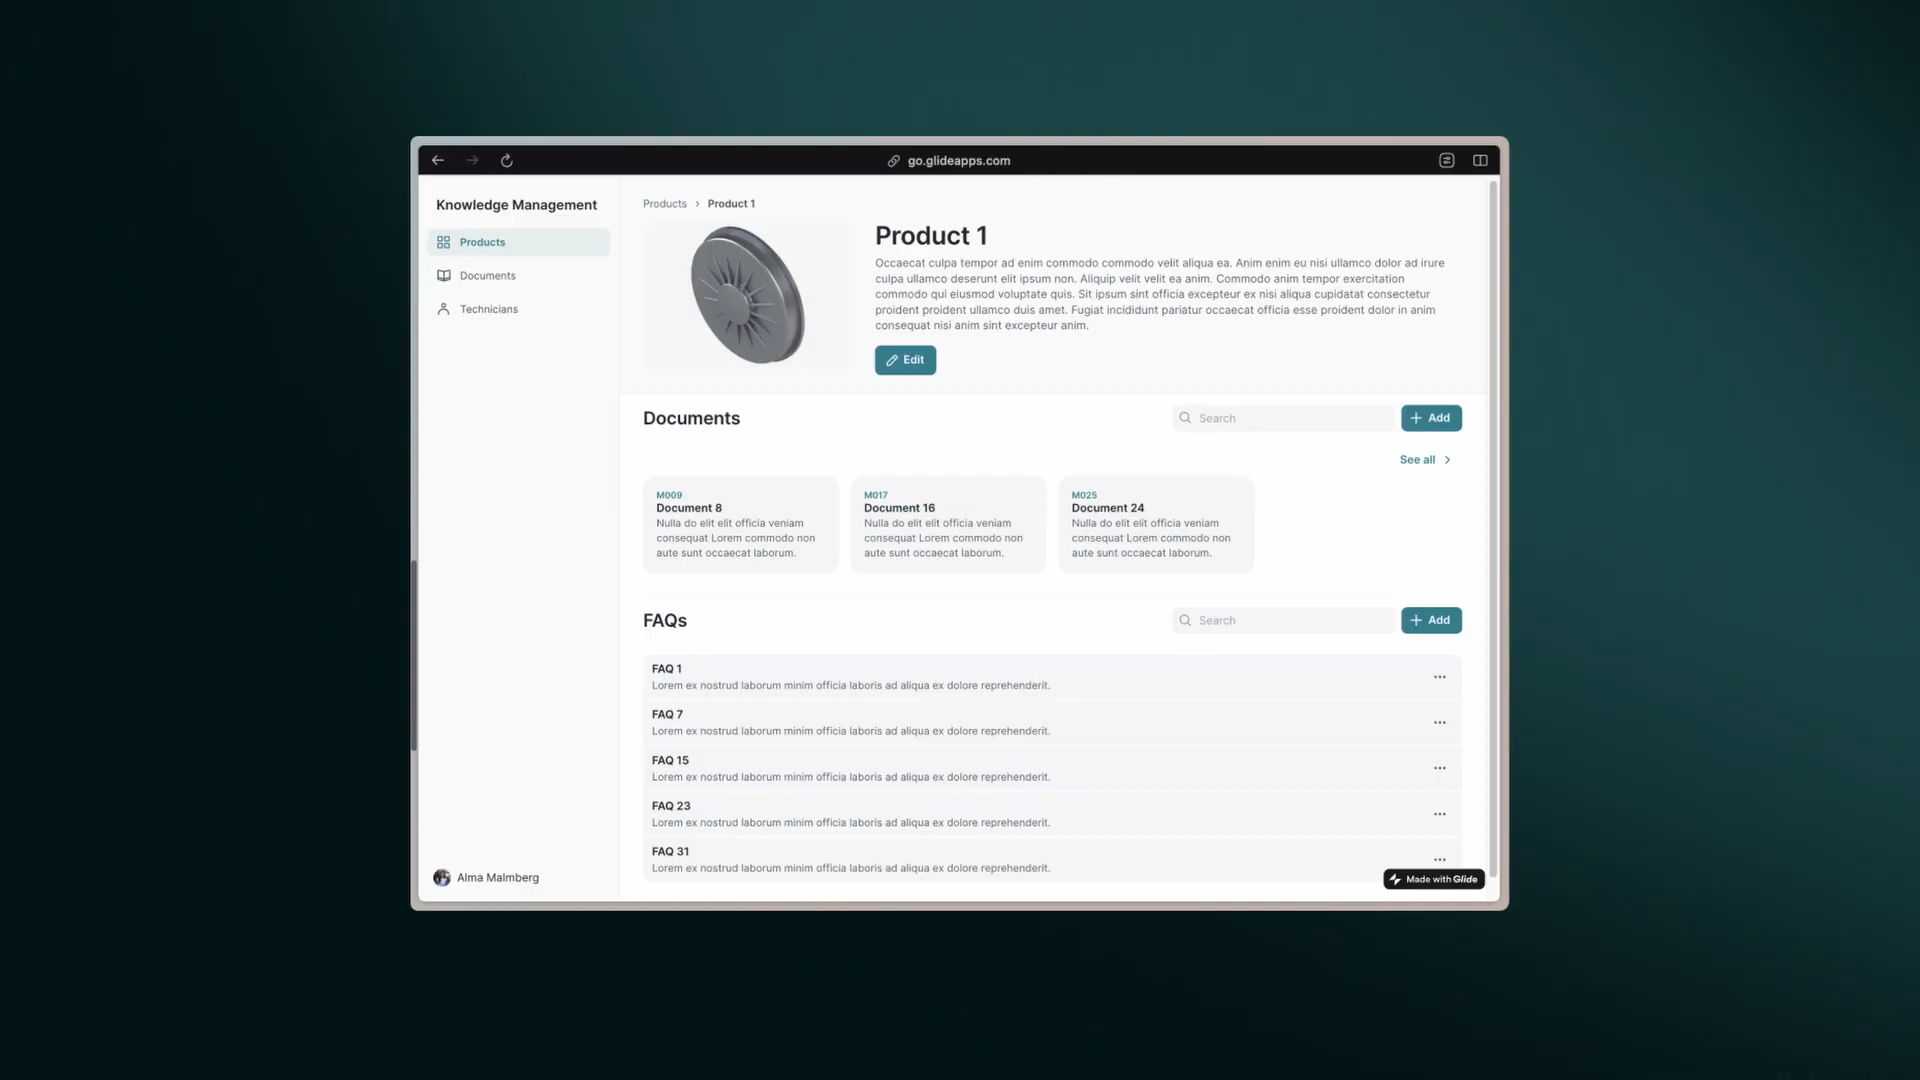 go.glideapps.com
Knowledge Management
Products
Documents
Technicians
Alma Malmberg
Products > Product 1
Product 1
Occaecat culpa tempor ad enim commodo commodo velit aliqua ea. Anim enim eu nisi ullamco dolor ad irure
culpa ullamco deserunt elit ipsum non. Aliquip velit velit ea anim. Commodo anim tempor exercitation
commodo qui eiusmod voluptate quis. Sit ipsum sint officia excepteur ex nisi aliqua cupidatat consectetur
proident proident ullamco duis amet. Fugiat incididunt pariatur occaecat officia esse proident dolor in anim
consequat nisi anim sint excepteur anim.
Edit
Documents
Search
+ Add
See all >
M009
Document 8
Nulla do elit elit officia veniam
consequat Lorem commodo non
aute sunt occaecat laborum.
M017
Document 16
Nulla do elit elit officia veniam
consequat Lorem commodo non
aute sunt occaecat laborum.
M025
Document 24
Nulla do elit elit officia veniam
consequat Lorem commodo non
aute sunt occaecat laborum.
FAQs
Search
+ Add
FAQ 1
Lorem ex nostrud laborum minim officia laboris ad aliqua ex dolore reprehenderit.
FAQ 7
Lorem ex nostrud laborum minim officia laboris ad aliqua ex dolore reprehenderit.
FAQ 15
Lorem ex nostrud laborum minim officia laboris ad aliqua ex dolore reprehenderit.
FAQ 23
Lorem ex nostrud laborum minim officia laboris ad aliqua ex dolore reprehenderit.
FAQ 31
Lorem ex nostrud laborum minim officia laboris ad aliqua ex dolore reprehenderit.
Made with Glide